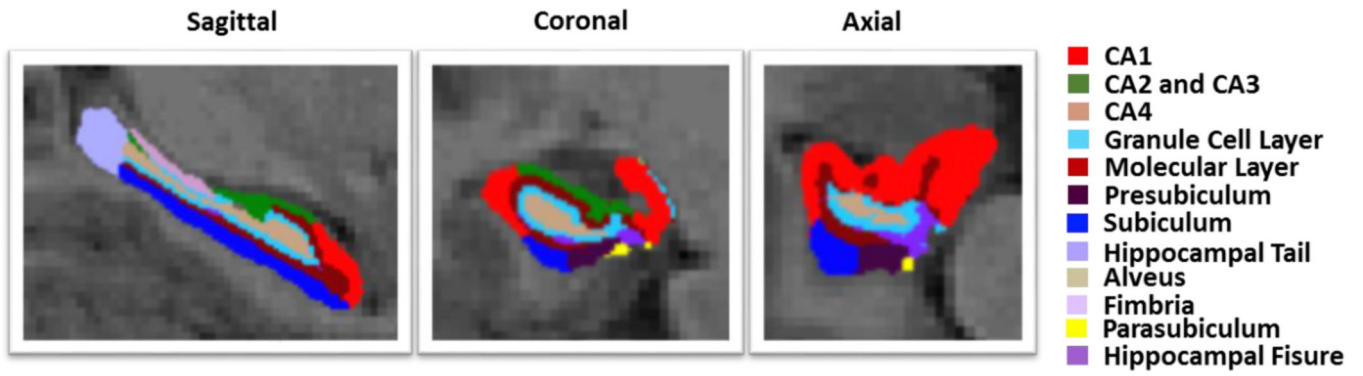 Sagittal
Coronal
Axial
CA1
CA2 and CA3
CA4
Granule Cell Layer
Molecular Layer
Presubiculum
Subiculum
Hippocampal Tail
Alveus
Fimbria
Parasubiculum
Hippocampal Fisure